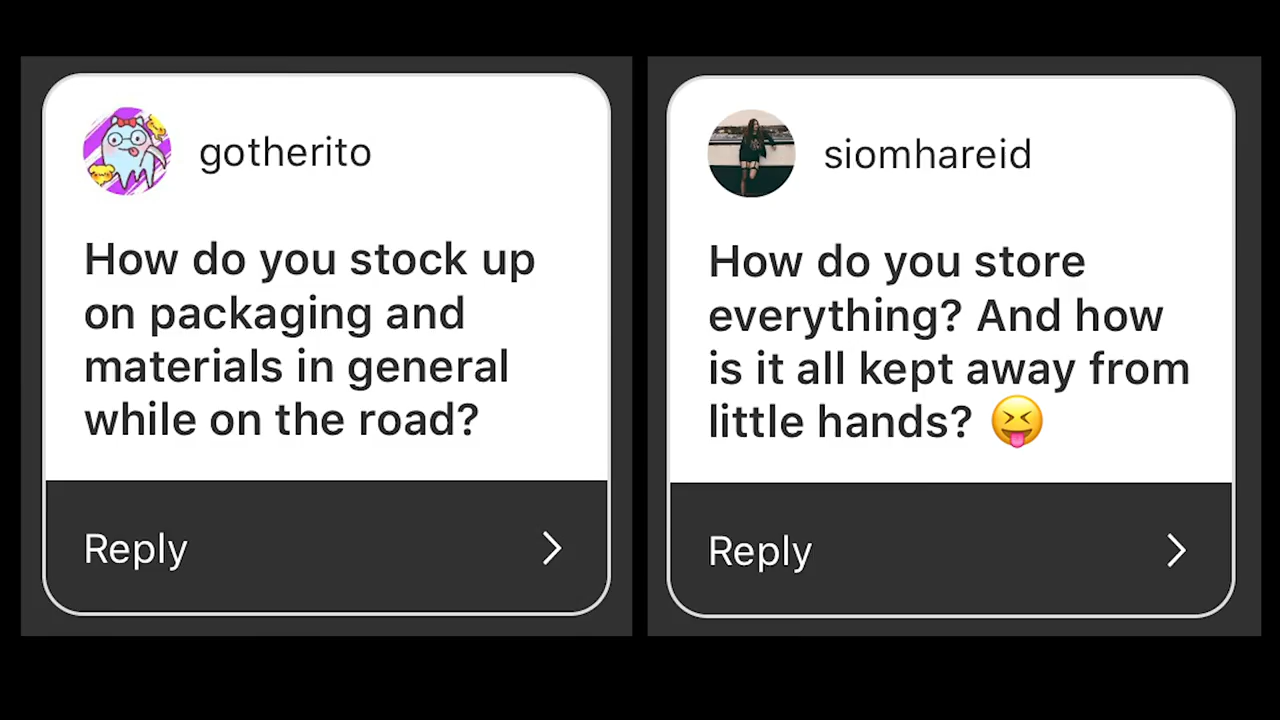 gotherito
How do you stock up
on packaging and
materials in general
while on the road?
Reply
siomhareid
How do you store
everything? And how
is it all kept away from
little hands? 😝
Reply